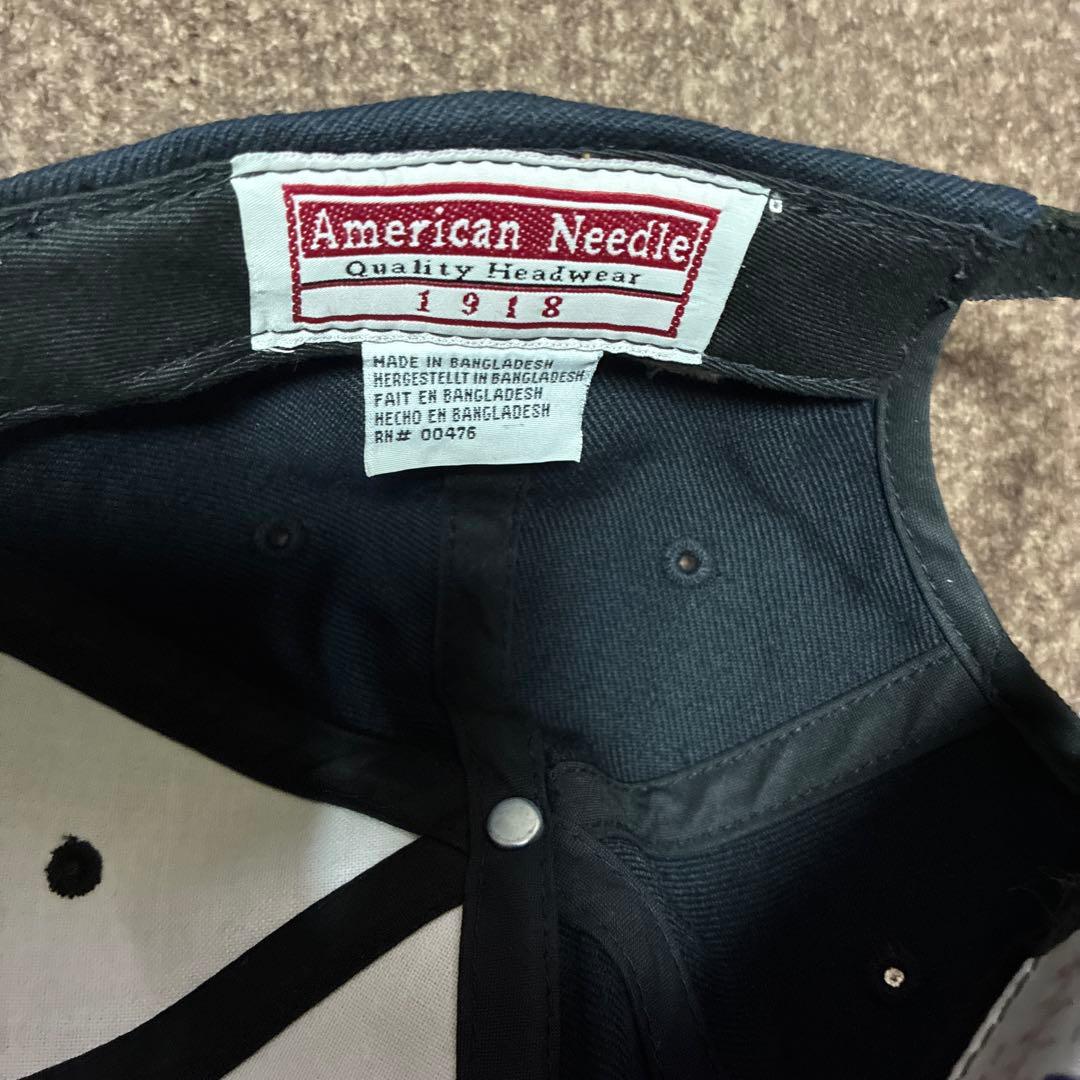 American Needle
Quality Headwear
1918
MADE IN BANGLADESH
HERGESTELLT IN BANGLADESH
FAIT EN BANGLADESH
HECHO EN BANGLADESH
RN# 00476